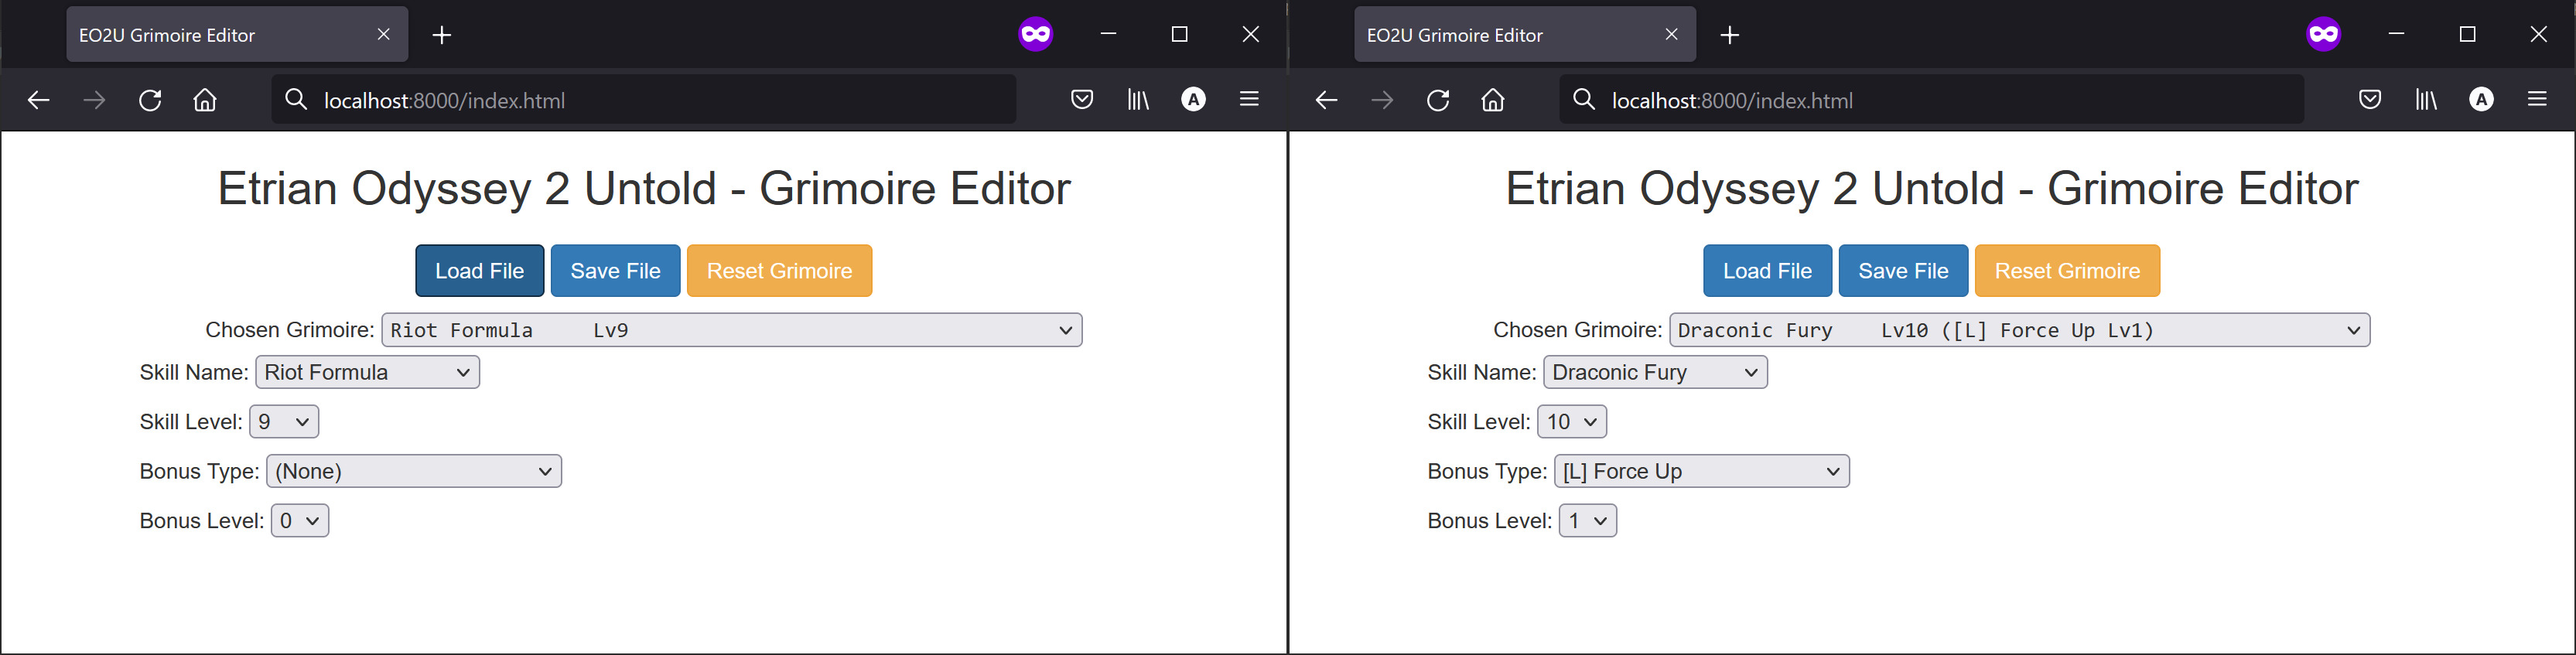 EO2U Grimoire Editor
localhost:8000/index.html
A
Etrian Odyssey 2 Untold - Grimoire Editor
Load File Save File Reset Grimoire
Chosen Grimoire: Riot Formula     Lv9
Skill Name: Riot Formula
Skill Level: 9
Bonus Type: (None)
Bonus Level: 0
EO2U Grimoire Editor
localhost:8000/index.html
A
Etrian Odyssey 2 Untold - Grimoire Editor
Load File Save File Reset Grimoire
Chosen Grimoire: Draconic Fury    Lv10 ([L] Force Up Lv1)
Skill Name: Draconic Fury
Skill Level: 10
Bonus Type: [L] Force Up
Bonus Level: 1